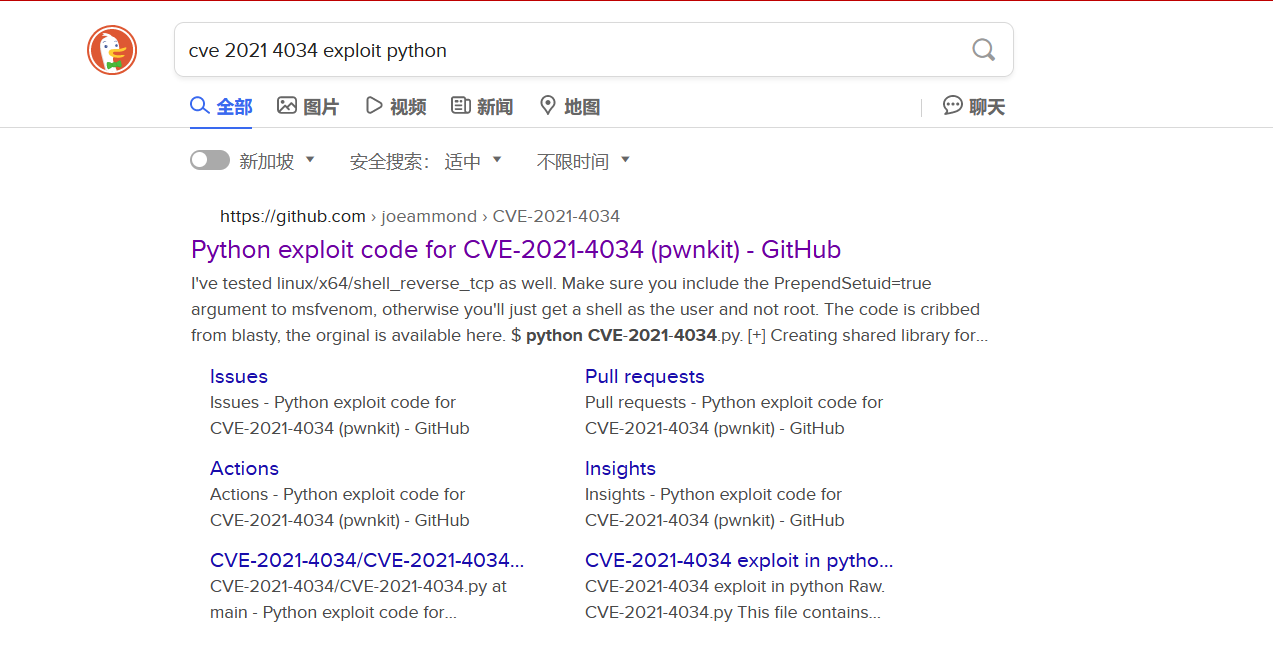 cve 2021 4034 exploit python
全部 图片 视频 新闻 地图 聊天
新加坡 安全搜索: 适中 不限时间
https://github.com › joeammond › CVE-2021-4034
Python exploit code for CVE-2021-4034 (pwnkit) - GitHub
I've tested linux/x64/shell_reverse_tcp as well. Make sure you include the PrependSetuid=true
argument to msfvenom, otherwise you'll just get a shell as the user and not root. The code is cribbed
from blasty, the orginal is available here. $ python CVE-2021-4034.py. [+] Creating shared library for...
Issues
Issues - Python exploit code for
CVE-2021-4034 (pwnkit) - GitHub
Pull requests
Pull requests - Python exploit code for
CVE-2021-4034 (pwnkit) - GitHub
Actions
Actions - Python exploit code for
CVE-2021-4034 (pwnkit) - GitHub
Insights
Insights - Python exploit code for
CVE-2021-4034 (pwnkit) - GitHub
CVE-2021-4034/CVE-2021-4034...
CVE-2021-4034/CVE-2021-4034.py at
main - Python exploit code for...
CVE-2021-4034 exploit in pytho...
CVE-2021-4034 exploit in python Raw.
CVE-2021-4034.py This file contains...